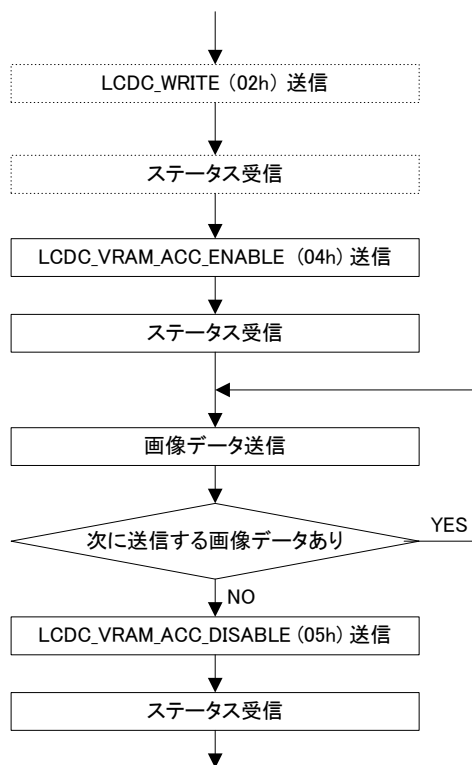 LCDC_WRITE (02h) 送信
ステータス受信
LCDC_VRAM_ACC_ENABLE (04h) 送信
ステータス受信
画像データ送信
次に送信する画像データあり
YES
NO
LCDC_VRAM_ACC_DISABLE (05h) 送信
ステータス受信